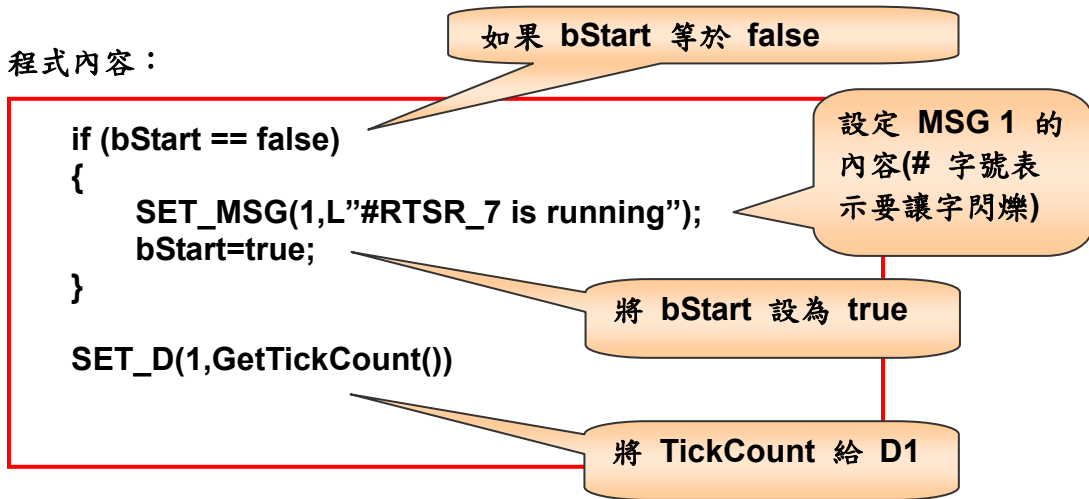 如果 bStart 等於 false
程式內容：
if (bStart == false)
{
SET_MSG(1,L”#RTSR_7 is running”);
bStart=true;
}
SET_D(1,GetTickCount())
設定 MSG 1 的
內容(# 字號表
示要讓字閃爍)
將 bStart 設為 true
將 TickCount 給 D1